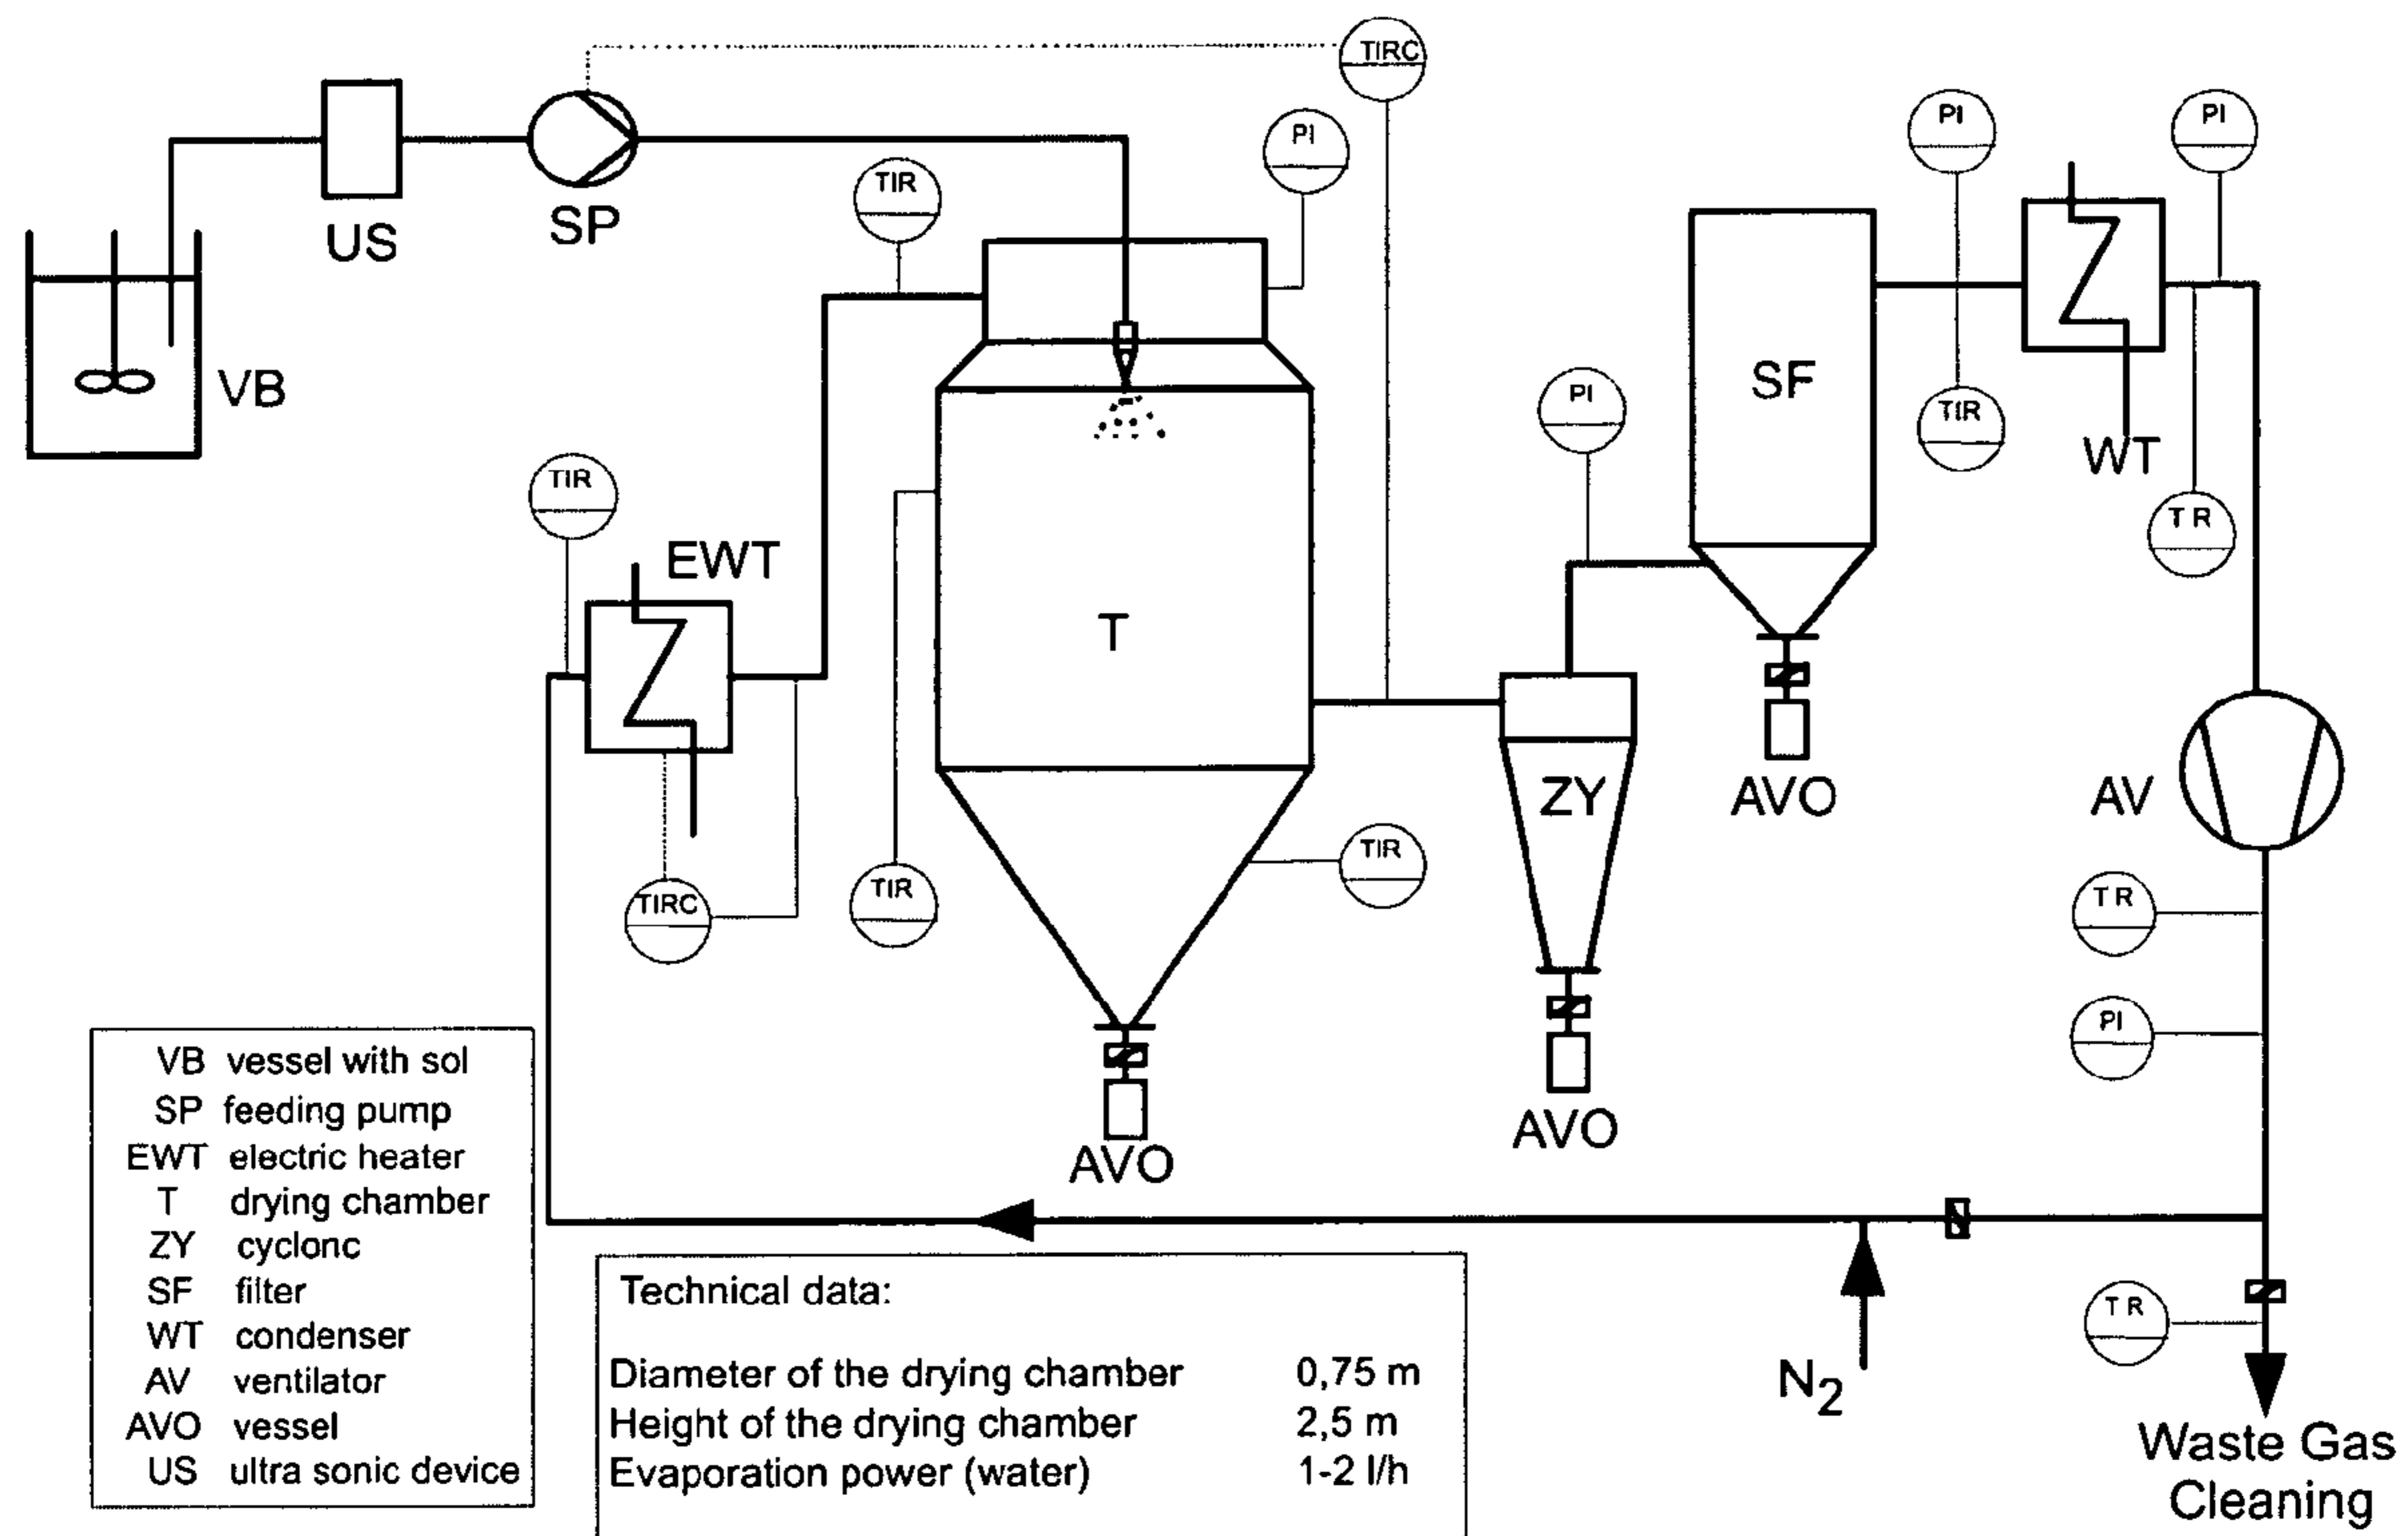 TIRC
PI
PI
PI
TIR
US
SP
VB
SF
PI
TIR
WT
TIR
T R
EWT
T
ZY
AVO
AV
TIRC
TIR
TIR
T R
PI
AVO
AVO
VB vessel with sol
SP feeding pump
EWT electric heater
T drying chamber
ZY cyclonc
SF filter
WT condenser
AV ventilator
AVO vessel
US ultra sonic device
Technical data:
Diameter of the drying chamber 0,75 m
Height of the drying chamber 2,5 m
Evaporation power (water) 1-2 l/h
N2
T R
Waste Gas
Cleaning